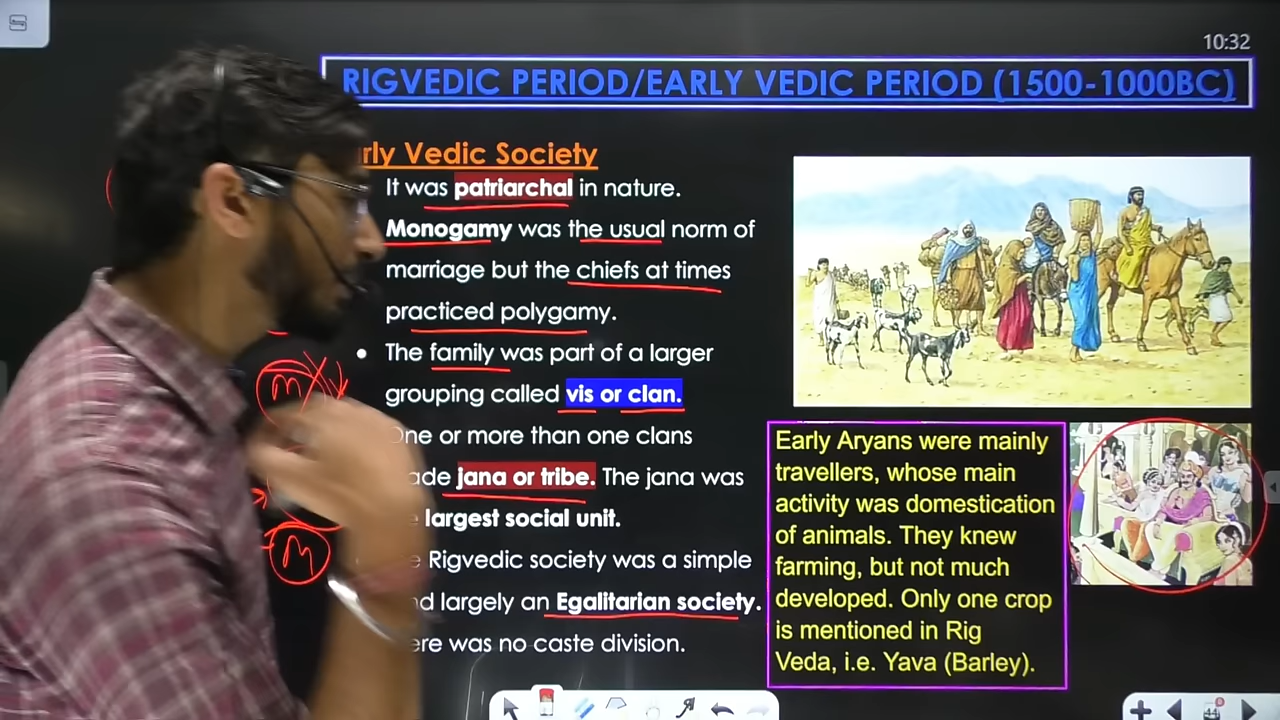 10:32
RIGVEDIC PERIOD/EARLY VEDIC PERIOD (1500-1000BC)
rly Vedic Society
It was patriarchal in nature.
Monogamy was the usual norm of
marriage but the chiefs at times
practiced polygamy.
• The family was part of a larger
grouping called vis or clan.
One or more than one clans
ade jana or tribe. The jana was
e largest social unit.
e Rigvedic society was a simple
nd largely an Egalitarian society.
ere was no caste division.
Early Aryans were mainly
travellers, whose main
activity was domestication
of animals. They knew
farming, but not much
developed. Only one crop
is mentioned in Rig
Veda, i.e. Yava (Barley).
m
m
44